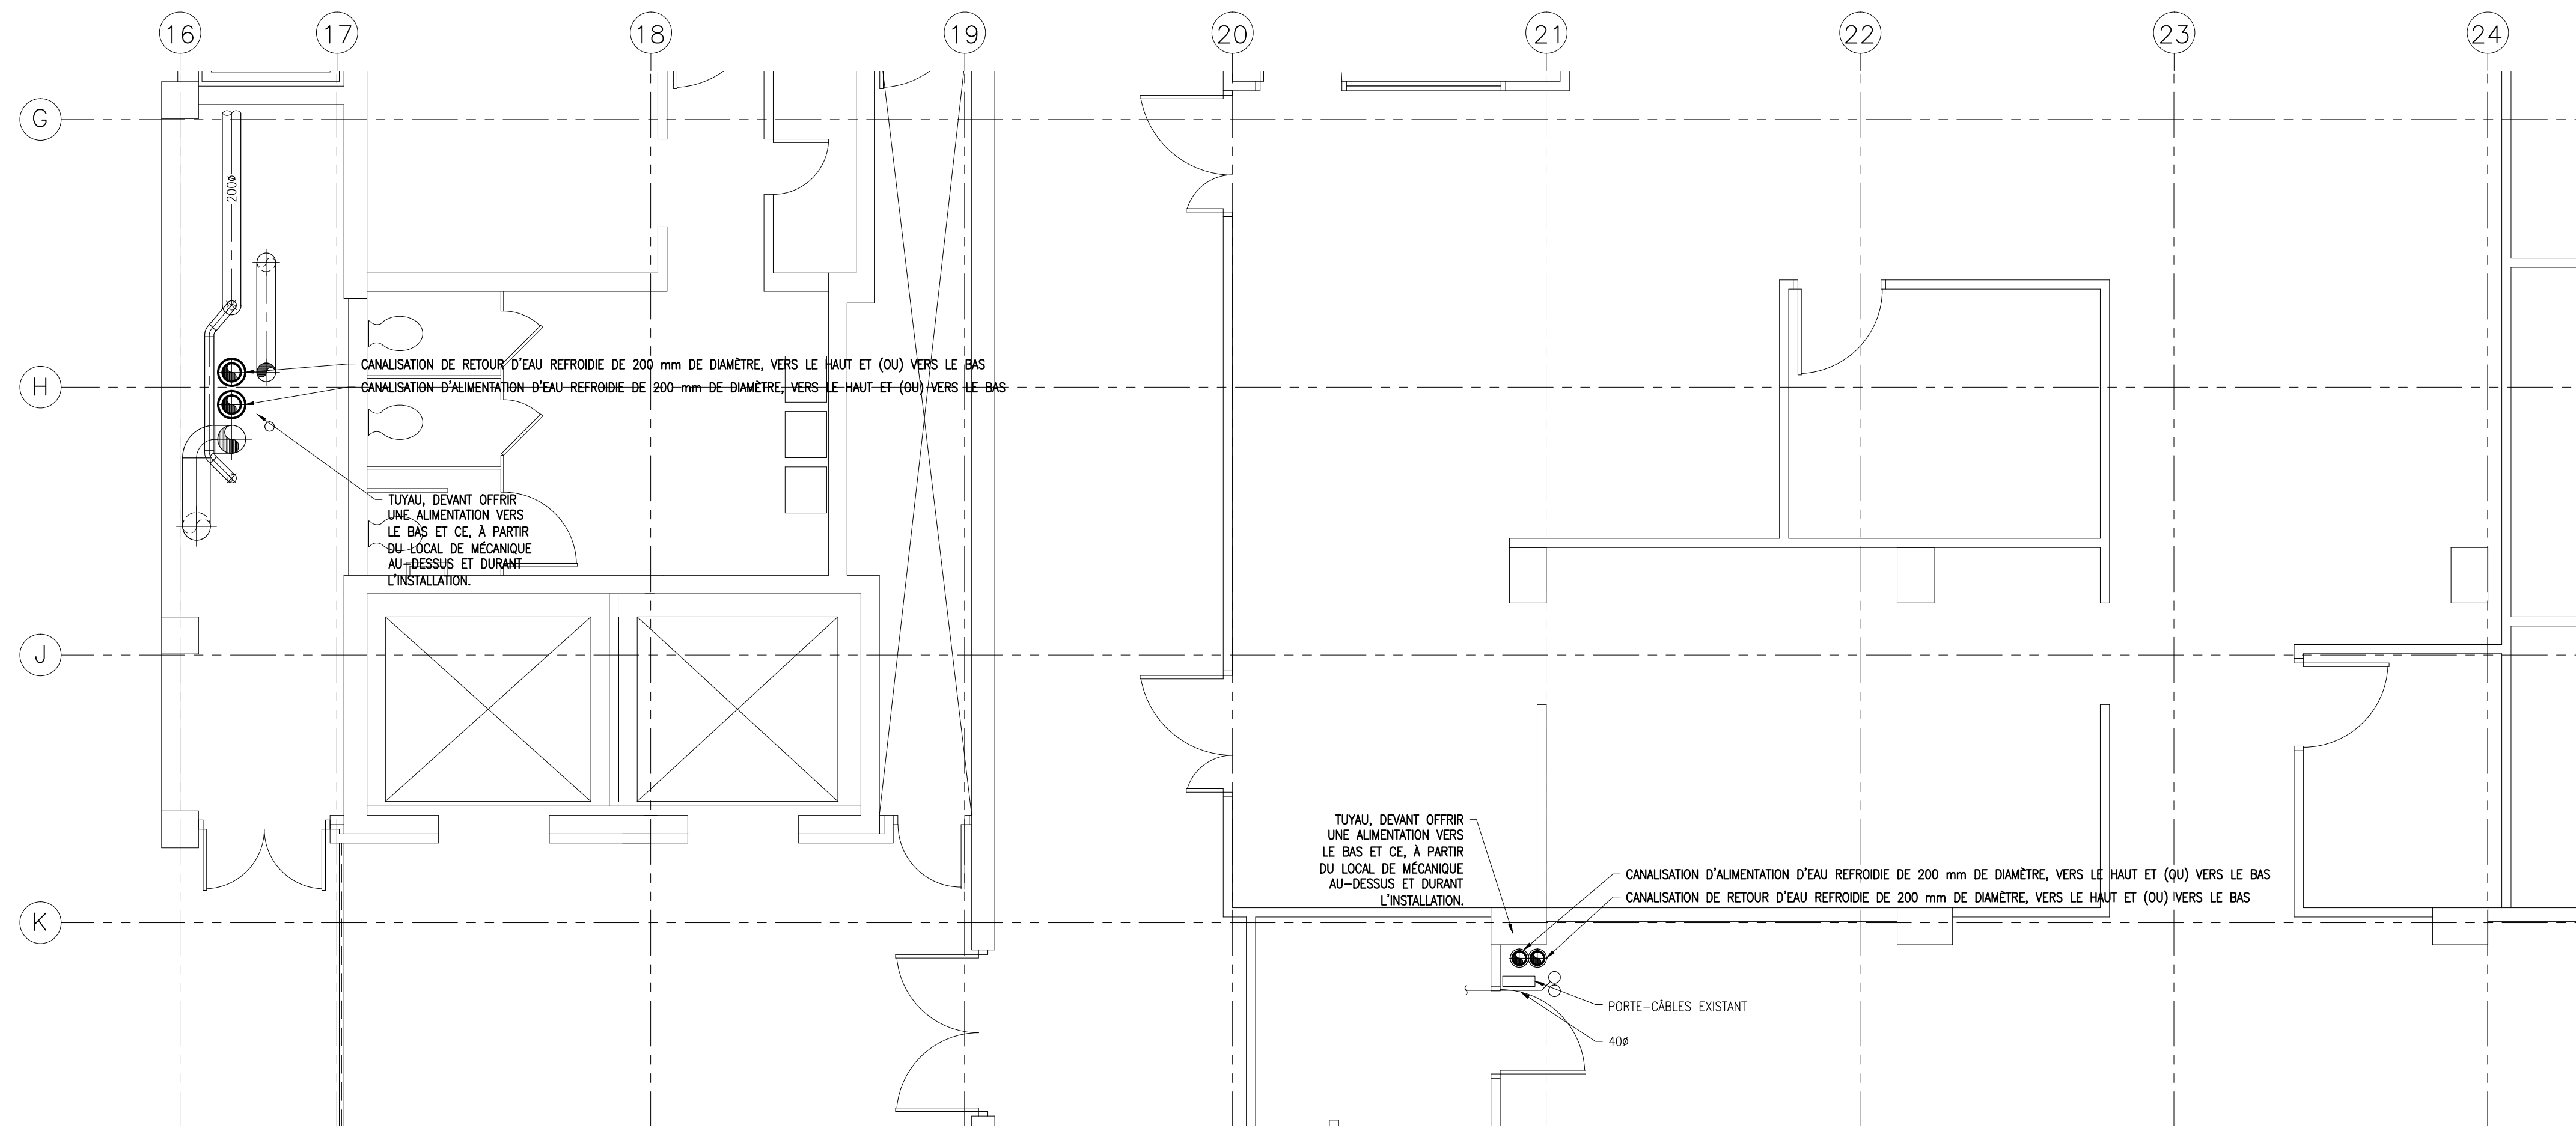 16 17 18 19 20 21 22 23 24
G
200ø
H
CANALISATION DE RETOUR D'EAU REFROIDIE DE 200 mm DE DIAMÈTRE, VERS LE HAUT ET (OU) VERS LE BAS
CANALISATION D'ALIMENTATION D'EAU REFROIDIE DE 200 mm DE DIAMÈTRE, VERS LE HAUT ET (OU) VERS LE BAS
TUYAU, DEVANT OFFRIR
UNE ALIMENTATION VERS
LE BAS ET CE, À PARTIR
DU LOCAL DE MÉCANIQUE
AU-DESSUS ET DURANT
L'INSTALLATION.
J
TUYAU, DEVANT OFFRIR
UNE ALIMENTATION VERS
LE BAS ET CE, À PARTIR
DU LOCAL DE MÉCANIQUE
AU-DESSUS ET DURANT
L'INSTALLATION.
CANALISATION D'ALIMENTATION D'EAU REFROIDIE DE 200 mm DE DIAMÈTRE, VERS LE HAUT ET (OU) VERS LE BAS
CANALISATION DE RETOUR D'EAU REFROIDIE DE 200 mm DE DIAMÈTRE, VERS LE HAUT ET (OU) VERS LE BAS
K
PORTE-CÂBLES EXISTANT
40ø